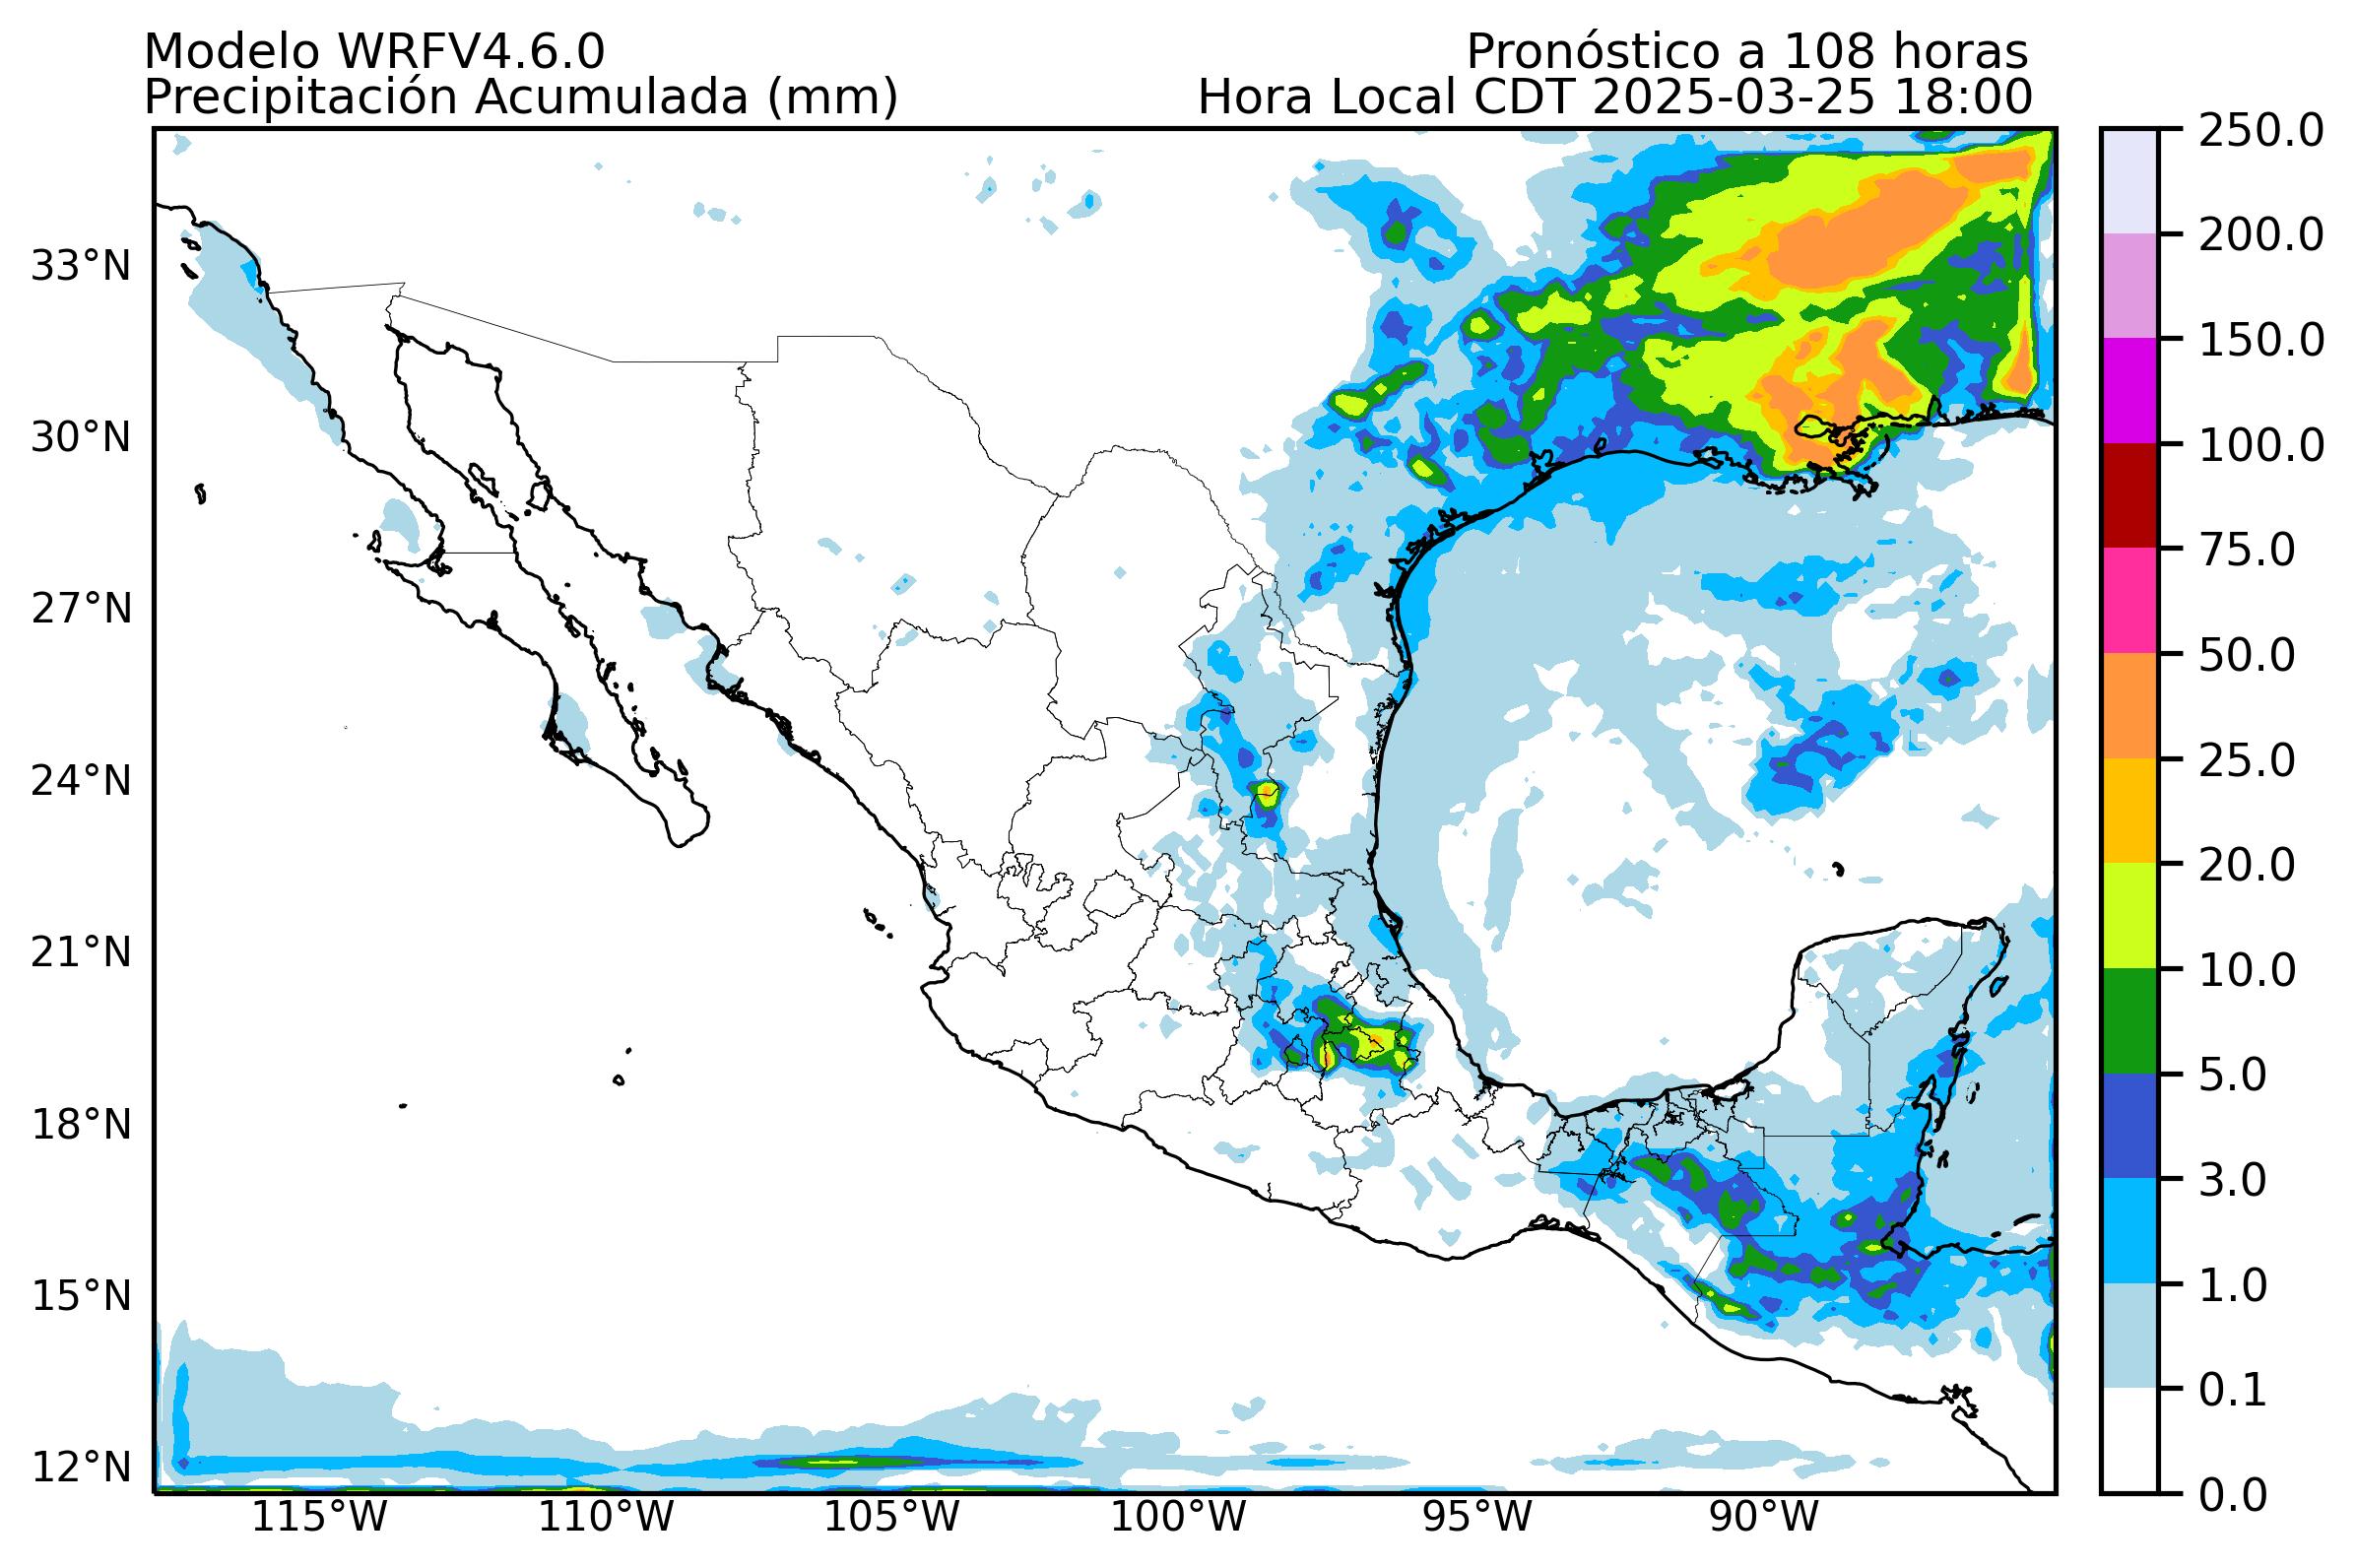 Modelo WRFV4.6.0
Pronóstico a 108 horas
Precipitación Acumulada (mm)
Hora Local CDT 2025-03-25 18:00
33°N
30°N
27°N
24°N
21°N
18°N
15°N
12°N
115°W
110°W
105°W
100°W
95°W
90°W
250.0
200.0
150.0
100.0
75.0
50.0
25.0
20.0
10.0
5.0
3.0
1.0
0.1
0.0